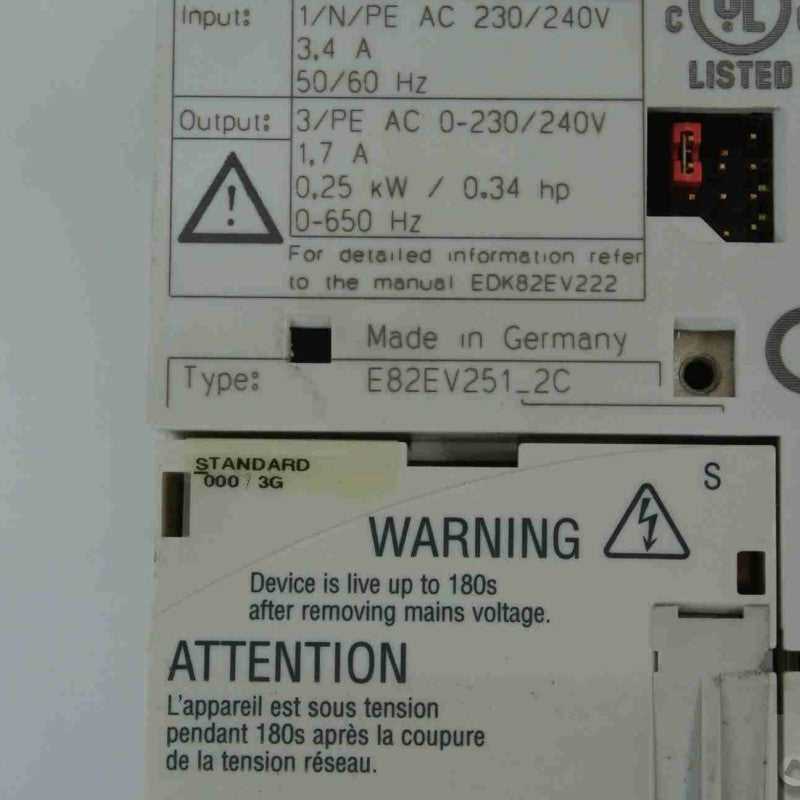 Input: 1/N/PE AC 230/240V
3.4 A
50/60 Hz
Output: 3/PE AC 0-230/240V
1.7 A
0.25 kW / 0.34 hp
0-650 Hz
For detailed information refer
to the manual EDK82EV222
C UL
LISTED
Made in Germany
Type: E82EV251_2C
STANDARD
000 / 3G
S
WARNING
Device is live up to 180s
after removing mains voltage.
ATTENTION
L'appareil est sous tension
pendant 180s après la coupure
de la tension réseau.